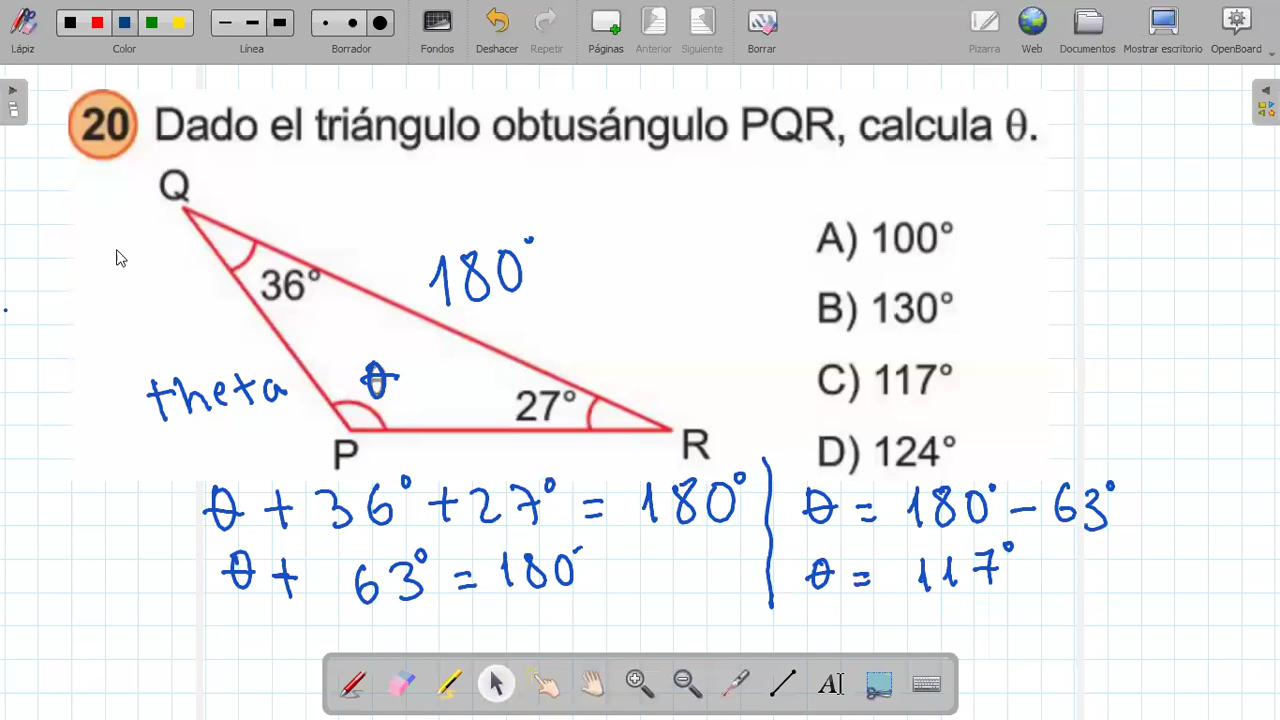 Lápiz Color Línea Borrador Fondos Deshacer Repetir Páginas Anterior Siguiente Borrar Pizarra Web Documentos Mostrar escritorio OpenBoard
20 Dado el triángulo obtusángulo PQR, calcula θ.
Q
36°
180°
A) 100°
B) 130°
theta
θ
27°
C) 117°
P
R
D) 124°
θ + 36° + 27° = 180°
θ + 63° = 180°
θ = 180° - 63°
θ = 117°
AI